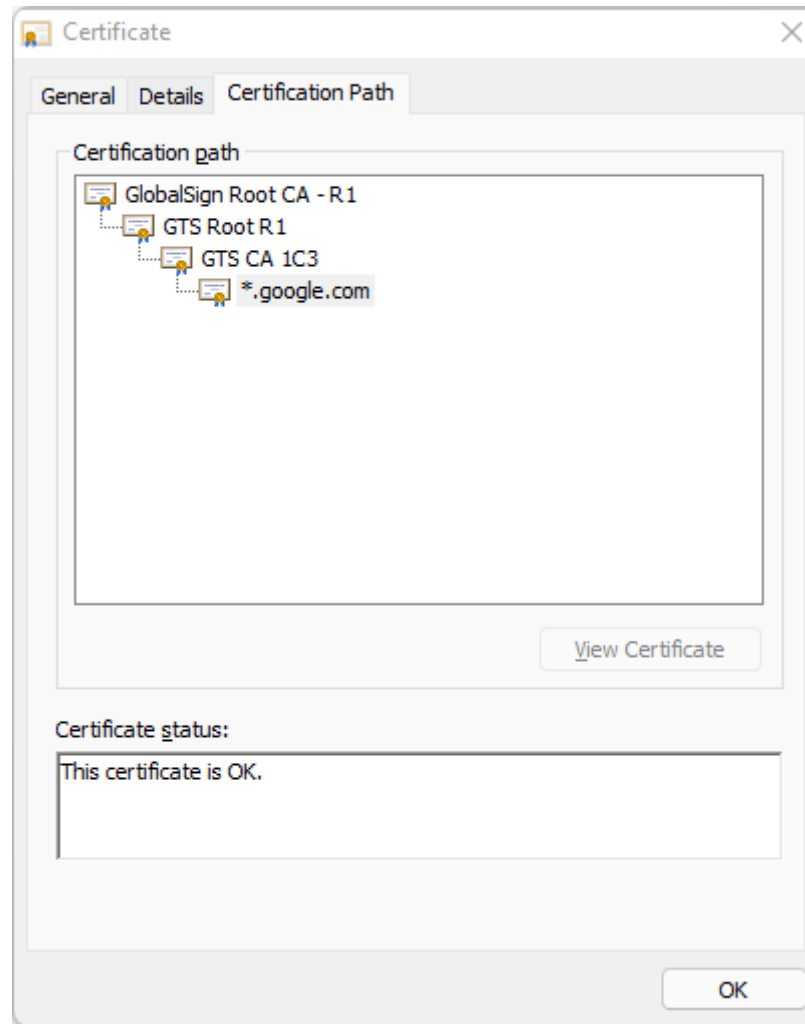 Certificate
General Details Certification Path
Certification path
GlobalSign Root CA - R1
GTS Root R1
GTS CA 1C3
*.google.com
View Certificate
Certificate status:
This certificate is OK.
OK